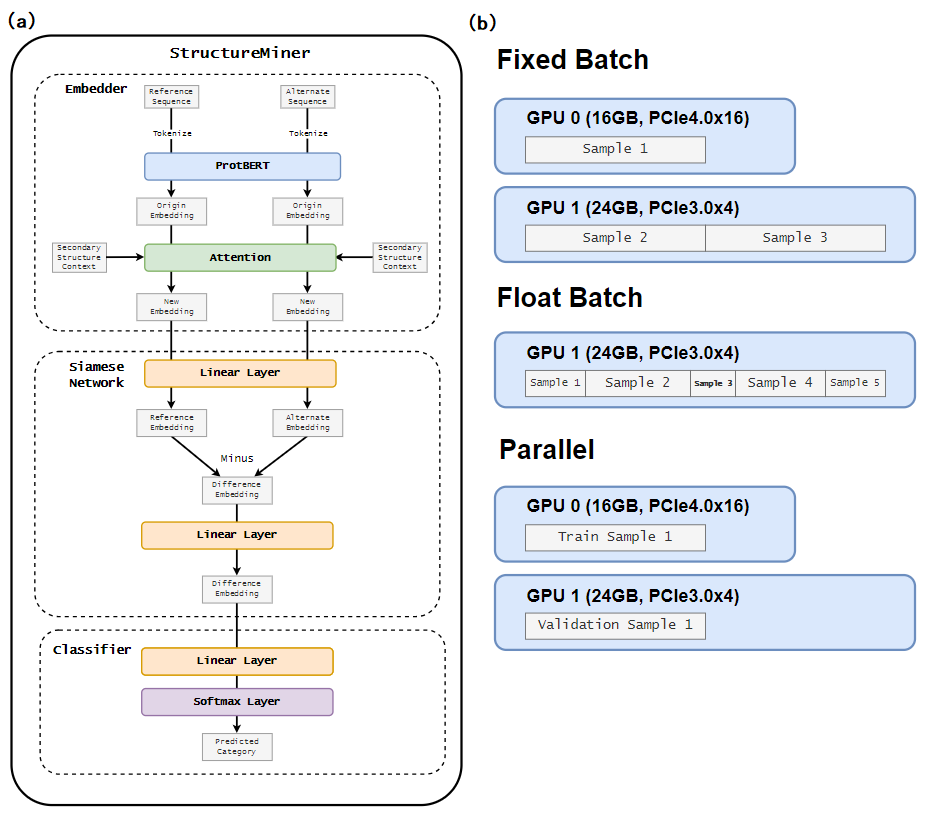 (a)
StructureMiner
Embedder
Reference
Sequence
Alternate
Sequence
Tokenize
Tokenize
ProtBERT
Origin
Embedding
Origin
Embedding
Secondary
Structure
Context
Attention
Secondary
Structure
Context
New
Embedding
New
Embedding
Siamese
Network
Linear Layer
Reference
Embedding
Alternate
Embedding
Minus
Difference
Embedding
Linear Layer
Difference
Embedding
Classifier
Linear Layer
Softmax Layer
Predicted
Category
(b)
Fixed Batch
GPU 0 (16GB, PCIe4.0x16)
Sample 1
GPU 1 (24GB, PCIe3.0x4)
Sample 2
Sample 3
Float Batch
GPU 1 (24GB, PCIe3.0x4)
Sample 1
Sample 2
Sample 3
Sample 4
Sample 5
Parallel
GPU 0 (16GB, PCIe4.0x16)
Train Sample 1
GPU 1 (24GB, PCIe3.0x4)
Validation Sample 1